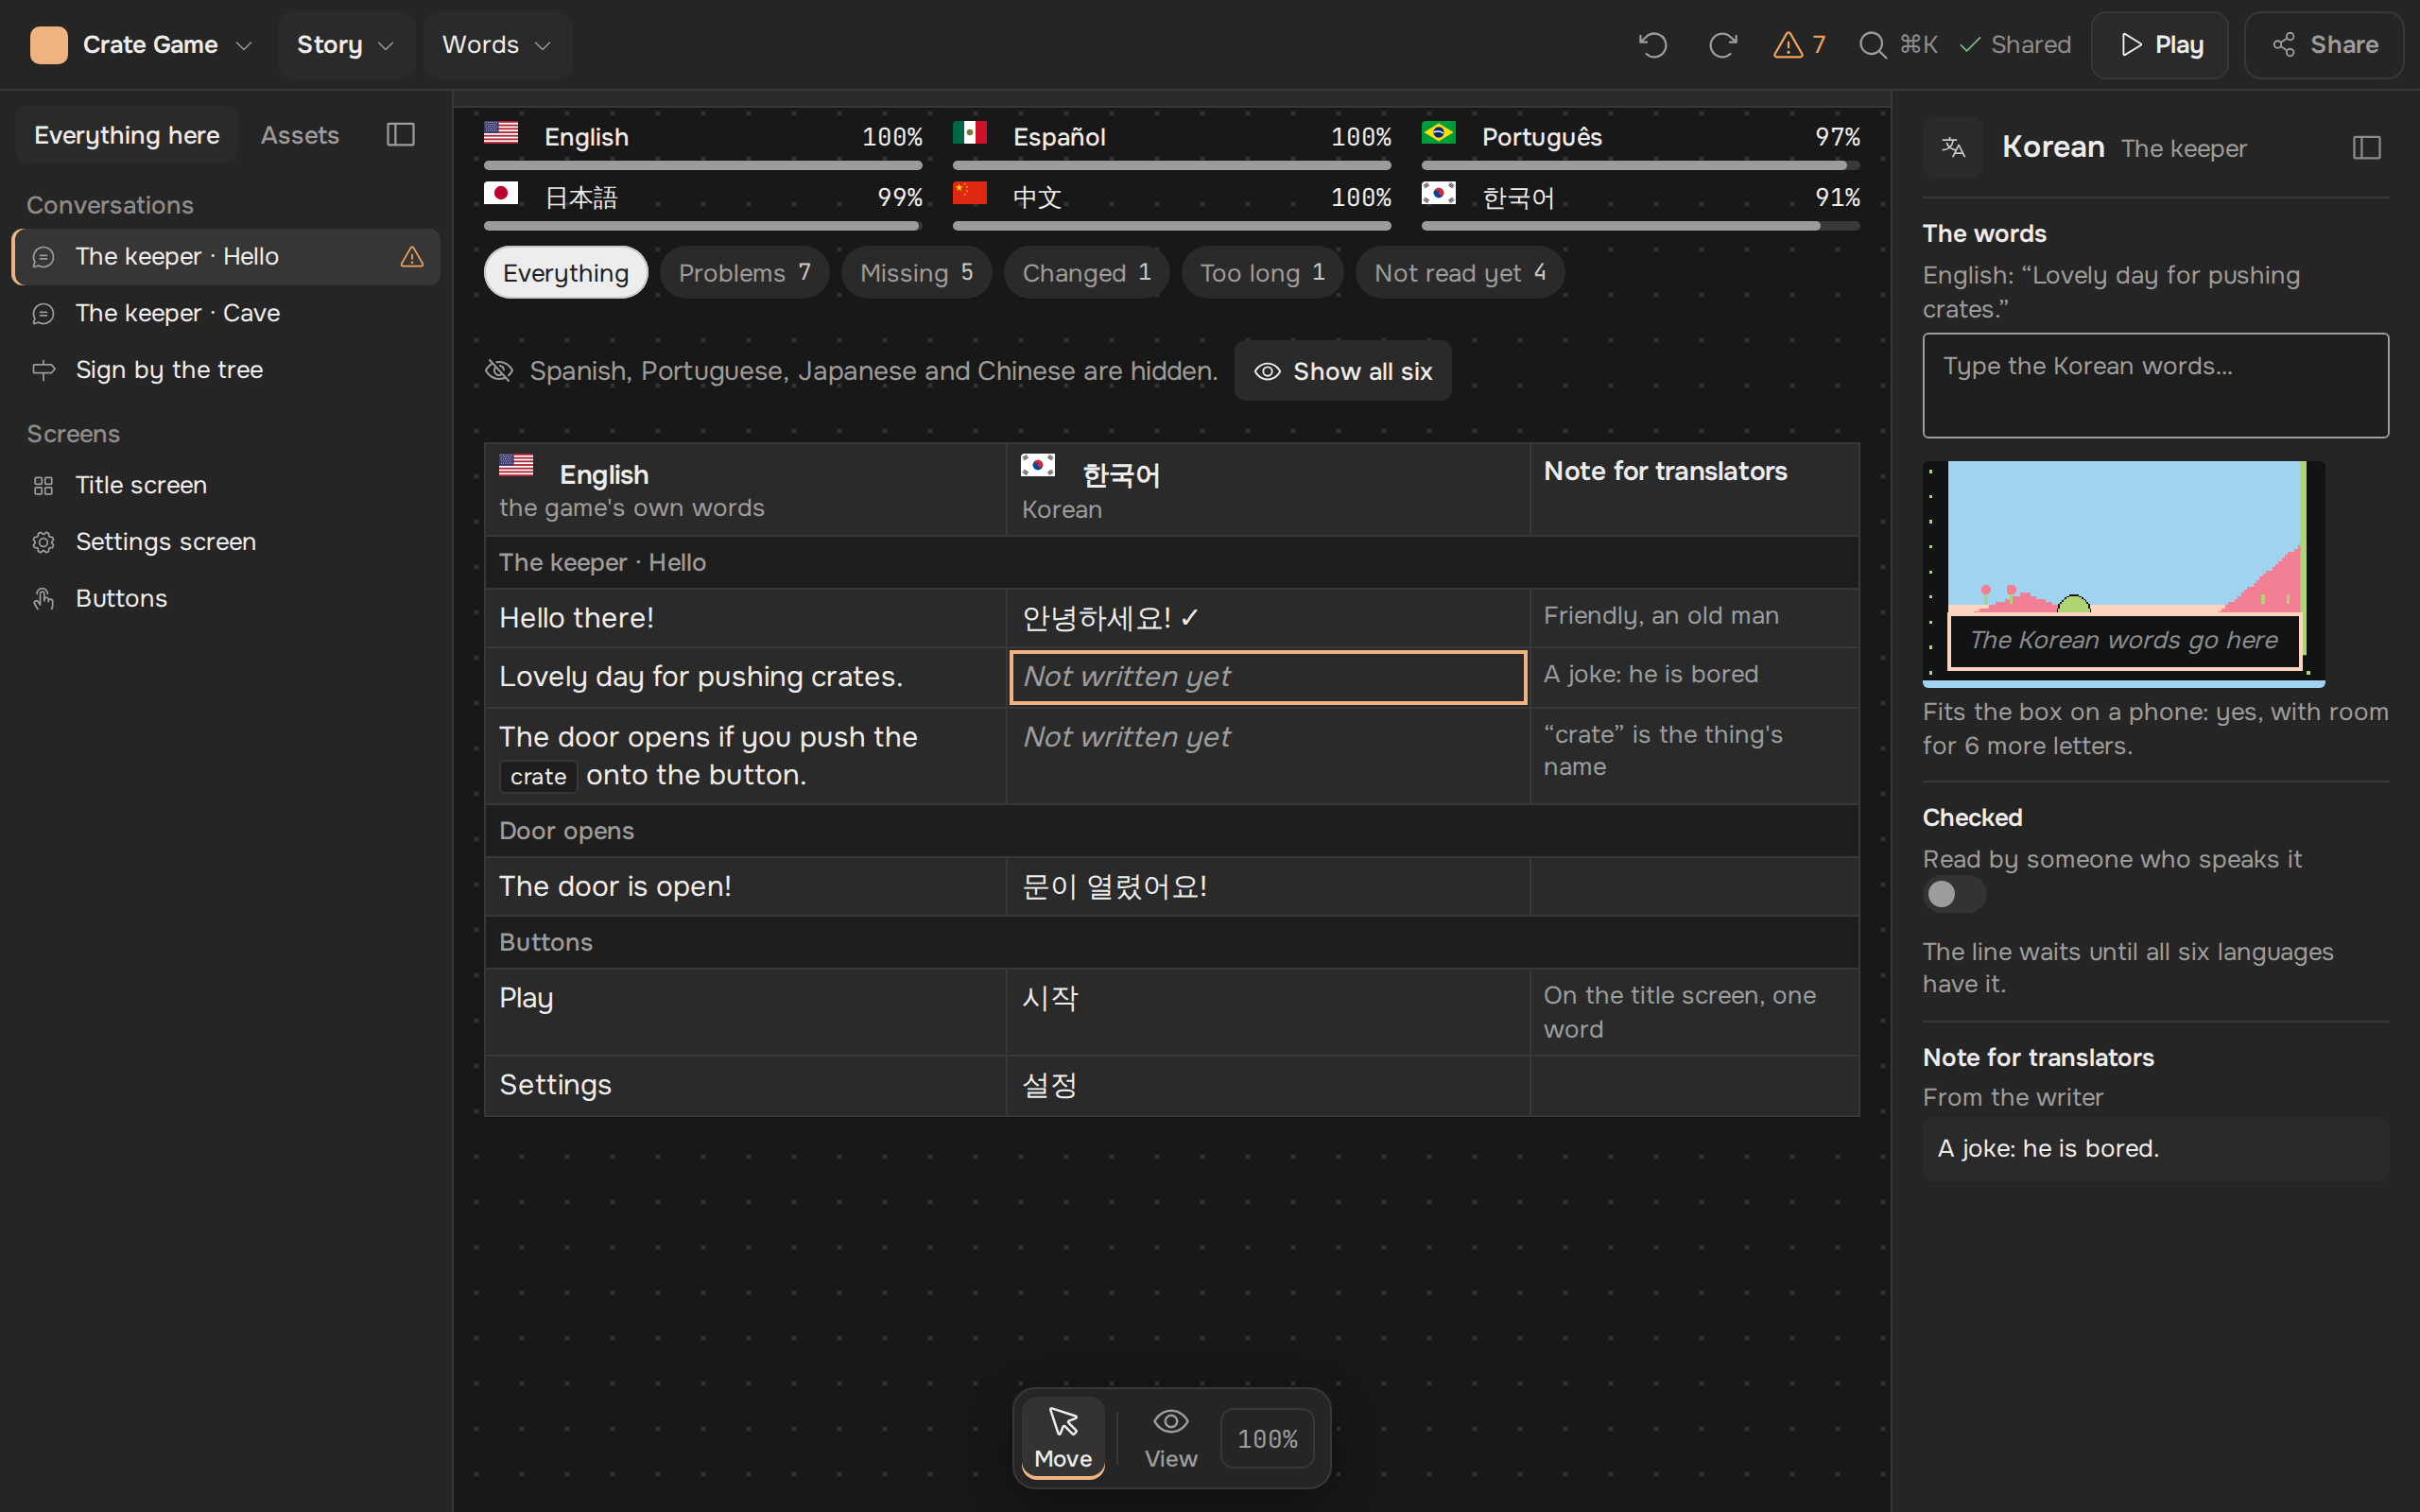 Crate Game
Story
Words
7
⌘K
Shared
Play
Share
Everything here
Assets
Conversations
The keeper · Hello
The keeper · Cave
Sign by the tree
Screens
Title screen
Settings screen
Buttons
English 100%
Español 100%
Português 97%
日本語 99%
中文 100%
한국어 91%
Everything
Problems 7
Missing 5
Changed 1
Too long 1
Not read yet 4
Spanish, Portuguese, Japanese and Chinese are hidden.
Show all six
English
the game's own words
한국어
Korean
Note for translators
The keeper · Hello
Hello there!
안녕하세요! ✓
Friendly, an old man
Lovely day for pushing crates.
Not written yet
A joke: he is bored
The door opens if you push the
crate onto the button.
Not written yet
“crate” is the thing's
name
Door opens
The door is open!
문이 열렸어요!
Buttons
Play
시작
On the title screen, one
word
Settings
설정
Move
View
100%
Korean The keeper
The words
English: “Lovely day for pushing
crates.”
Type the Korean words...
The Korean words go here
Fits the box on a phone: yes, with room
for 6 more letters.
Checked
Read by someone who speaks it
The line waits until all six languages
have it.
Note for translators
From the writer
A joke: he is bored.